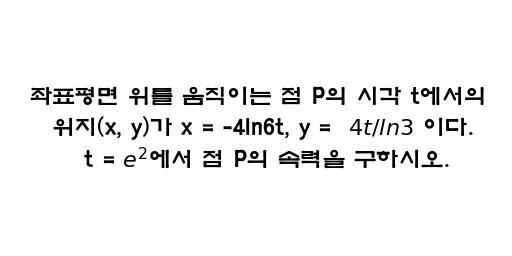 좌표평면 위를 움직이는 점 P의 시각 t에서의
위지(x, y)가 x = -4ln6t, y = 4t/ln3 이다.
t = e²에서 점 P의 속력을 구하시오.